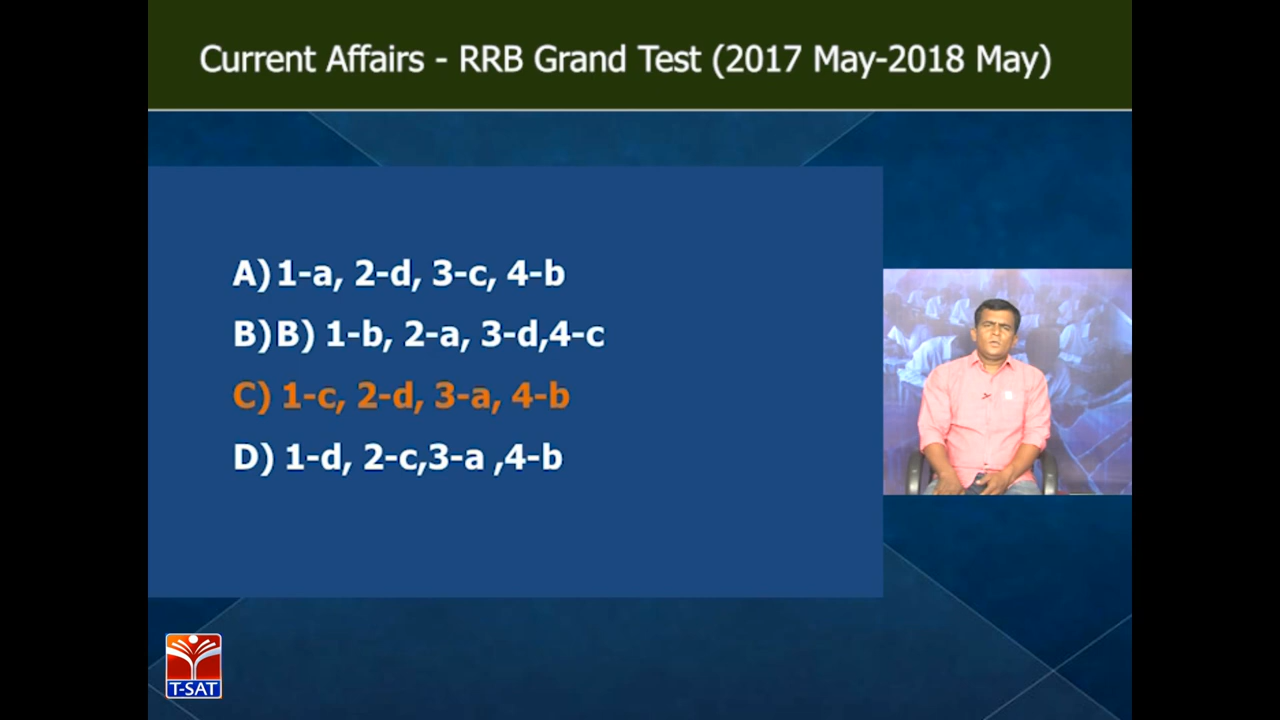 Current Affairs - RRB Grand Test (2017 May-2018 May)
A) 1-a, 2-d, 3-c, 4-b
B) B) 1-b, 2-a, 3-d,4-c
C) 1-c, 2-d, 3-a, 4-b
D) 1-d, 2-c,3-a ,4-b
T-SAT